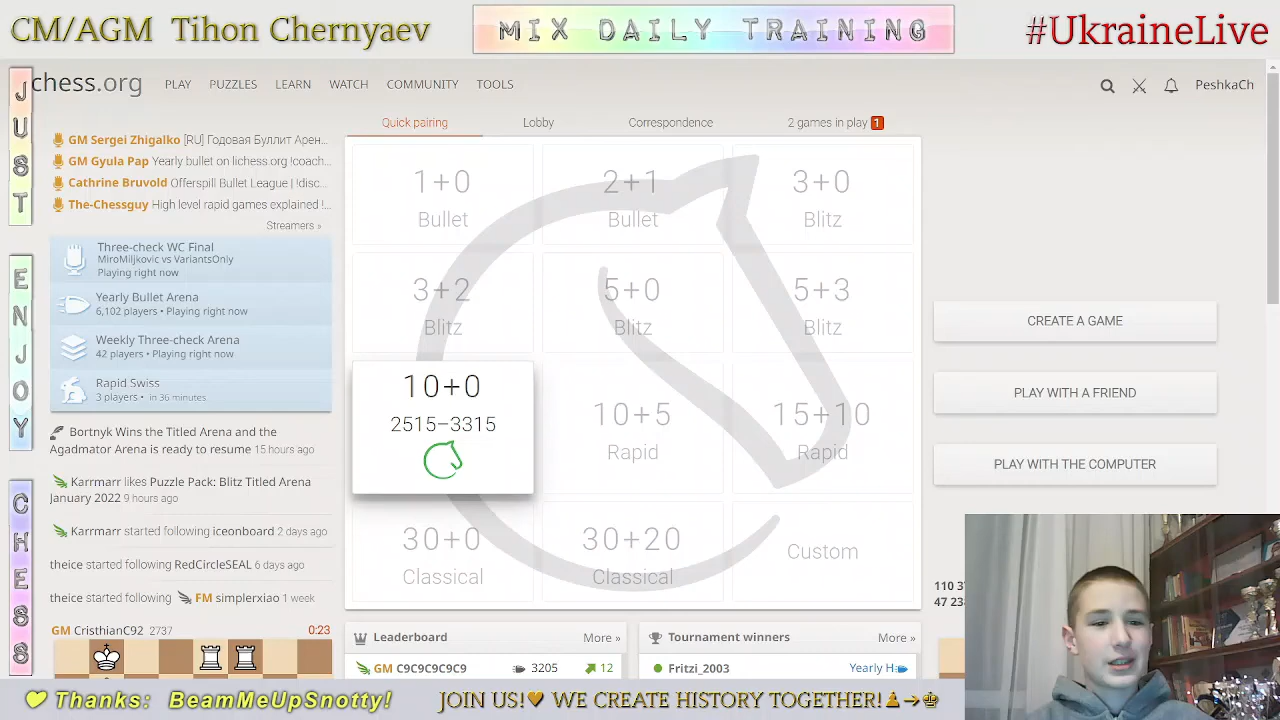 CM/AGM Tihon Chernyaev
MIX DAILY TRAINING
#UkraineLive
JUST
ENJOY
CHESS
chess.org
PLAY
PUZZLES
LEARN
WATCH
COMMUNITY
TOOLS
PeshkaCh
GM Sergei Zhigalko [RU] Годовая Буллит Арен...
GM Gyula Pap Yearly bullet on lichess.org !coach...
Cathrine Bruvold Offerspill Bullet League | !disc...
The-Chessguy High level rapid games explained !...
Streamers »
Three-check WC Final
MiroMiljkovic vs VariantsOnly
Playing right now
Yearly Bullet Arena
6,102 players • Playing right now
Weekly Three-check Arena
42 players • Playing right now
Rapid Swiss
3 players • in 36 minutes
Bortnyk Wins the Titled Arena and the
Agadmator Arena is ready to resume 15 hours ago
Karrmarr likes Puzzle Pack: Blitz Titled Arena
January 2022 9 hours ago
Karrmarr started following iceonboard 2 days ago
theice started following RedCircleSEAL 6 days ago
theice started following FM simplerxiao 1 week
GM CristhianC92 2737 0:23
Quick pairing
Lobby
Correspondence
2 games in play 1
1+0
Bullet
2+1
Bullet
3+0
Blitz
3+2
Blitz
5+0
Blitz
5+3
Blitz
10+0
2515–3315
10+5
Rapid
15+10
Rapid
30+0
Classical
30+20
Classical
Custom
CREATE A GAME
PLAY WITH A FRIEND
PLAY WITH THE COMPUTER
110 37
47 23
Leaderboard More »
GM C9C9C9C9C9 3205 12
Tournament winners More »
Fritzi_2003 Yearly H
Thanks: BeamMeUpSnotty!
JOIN US! WE CREATE HISTORY TOGETHER!